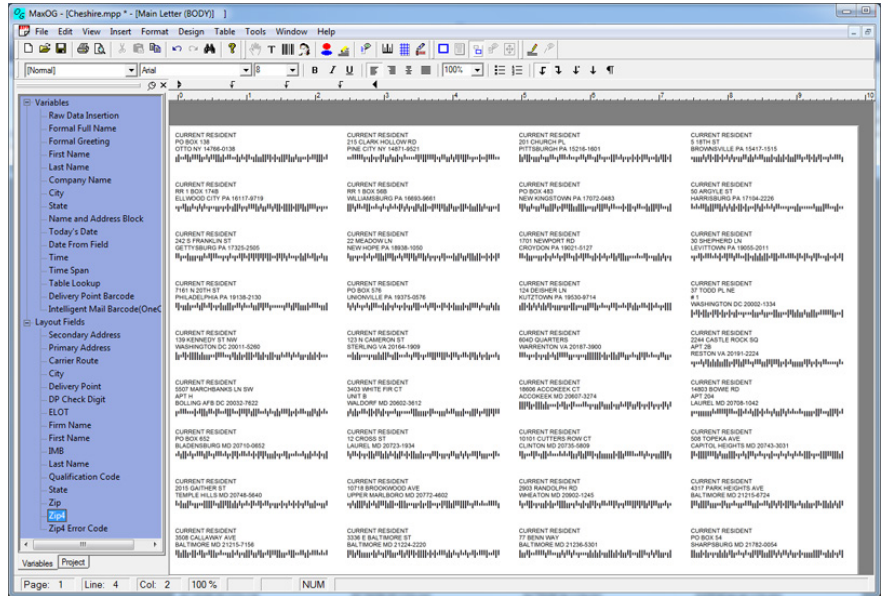 MaxOG - [Cheshire.mpp * - [Main Letter (BODY)] ]
File Edit View Insert Format Design Table Tools Window Help
[Normal] Arial 8 B I U 100%
Variables
Raw Data Insertion
Formal Full Name
Formal Greeting
First Name
Last Name
Company Name
City
State
Name and Address Block
Today's Date
Date From Field
Time
Time Span
Table Lookup
Delivery Point Barcode
Intelligent Mail Barcode(OneC
Layout Fields
Secondary Address
Primary Address
Carrier Route
City
Delivery Point
DP Check Digit
ELOT
Firm Name
First Name
IMB
Last Name
Qualification Code
State
Zip
Zip4
Zip4 Error Code
Variables Project
0 1 2 3 4 5 6 7 8 9 10
CURRENT RESIDENT
PO BOX 138
OTTO NY 14766-0138
CURRENT RESIDENT
215 CLARK HOLLOW RD
PINE CITY NY 14871-9521
CURRENT RESIDENT
201 CHURCH PL
PITTSBURGH PA 15216-1601
CURRENT RESIDENT
S 18TH ST
BROWNSVILLE PA 15417-1515
CURRENT RESIDENT
RR 1 BOX 174B
ELLWOOD CITY PA 16117-9719
CURRENT RESIDENT
RR 1 BOX 56B
WILLIAMSBURG PA 16693-9661
CURRENT RESIDENT
PO BOX 483
NEW KINGSTOWN PA 17072-0483
CURRENT RESIDENT
50 ARGYLE ST
HARRISBURG PA 17104-2226
CURRENT RESIDENT
242 S FRANKLIN ST
GETTYSBURG PA 17325-2505
CURRENT RESIDENT
22 MEADOW LN
NEW HOPE PA 18938-1050
CURRENT RESIDENT
1701 NEWPORT RD
CROYDON PA 19021-5127
CURRENT RESIDENT
30 SHEPHERD LN
LEVITTOWN PA 19055-2011
CURRENT RESIDENT
7161 N 20TH ST
PHILADELPHIA PA 19138-2130
CURRENT RESIDENT
PO BOX 576
UNIONVILLE PA 19375-0576
CURRENT RESIDENT
124 DEISHER LN
KUTZTOWN PA 19530-9714
CURRENT RESIDENT
37 TODD PL NE
# 1
WASHINGTON DC 20002-1334
CURRENT RESIDENT
139 KENNEDY ST NW
WASHINGTON DC 20011-5260
CURRENT RESIDENT
123 N CAMERON ST
STERLING VA 20164-1909
CURRENT RESIDENT
604D QUARTERS
WARRENTON VA 20187-3900
CURRENT RESIDENT
2244 CASTLE ROCK SQ
APT 2B
RESTON VA 20191-2224
CURRENT RESIDENT
5507 MARCHBANKS LN SW
APT H
BOLLING AFB DC 20032-7622
CURRENT RESIDENT
3403 WHITE FIR CT
UNIT B
WALDORF MD 20602-3612
CURRENT RESIDENT
18606 ACCOKEEK CT
ACCOKEEK MD 20607-3274
CURRENT RESIDENT
14803 BOWIE RD
APT 204
LAUREL MD 20708-1042
CURRENT RESIDENT
PO BOX 652
BLADENSBURG MD 20710-0652
CURRENT RESIDENT
12 CROSS ST
LAUREL MD 20723-1934
CURRENT RESIDENT
10101 CUTTERS ROW CT
CLINTON MD 20735-5809
CURRENT RESIDENT
508 TOPEKA AVE
CAPITOL HEIGHTS MD 20743-3031
CURRENT RESIDENT
2015 GAITHER ST
TEMPLE HILLS MD 20748-5640
CURRENT RESIDENT
10718 BROOKWOOD AVE
UPPER MARLBORO MD 20772-4602
CURRENT RESIDENT
2903 RANDOLPH RD
WHEATON MD 20902-1245
CURRENT RESIDENT
4317 PARK HEIGHTS AVE
BALTIMORE MD 21215-6724
CURRENT RESIDENT
3508 CALLAWAY AVE
BALTIMORE MD 21215-7156
CURRENT RESIDENT
3336 E BALTIMORE ST
BALTIMORE MD 21224-2220
CURRENT RESIDENT
77 BENN WAY
BALTIMORE MD 21236-5301
CURRENT RESIDENT
PO BOX 54
SHARPSBURG MD 21782-0054
Page: 1 Line: 4 Col: 2 100 % NUM